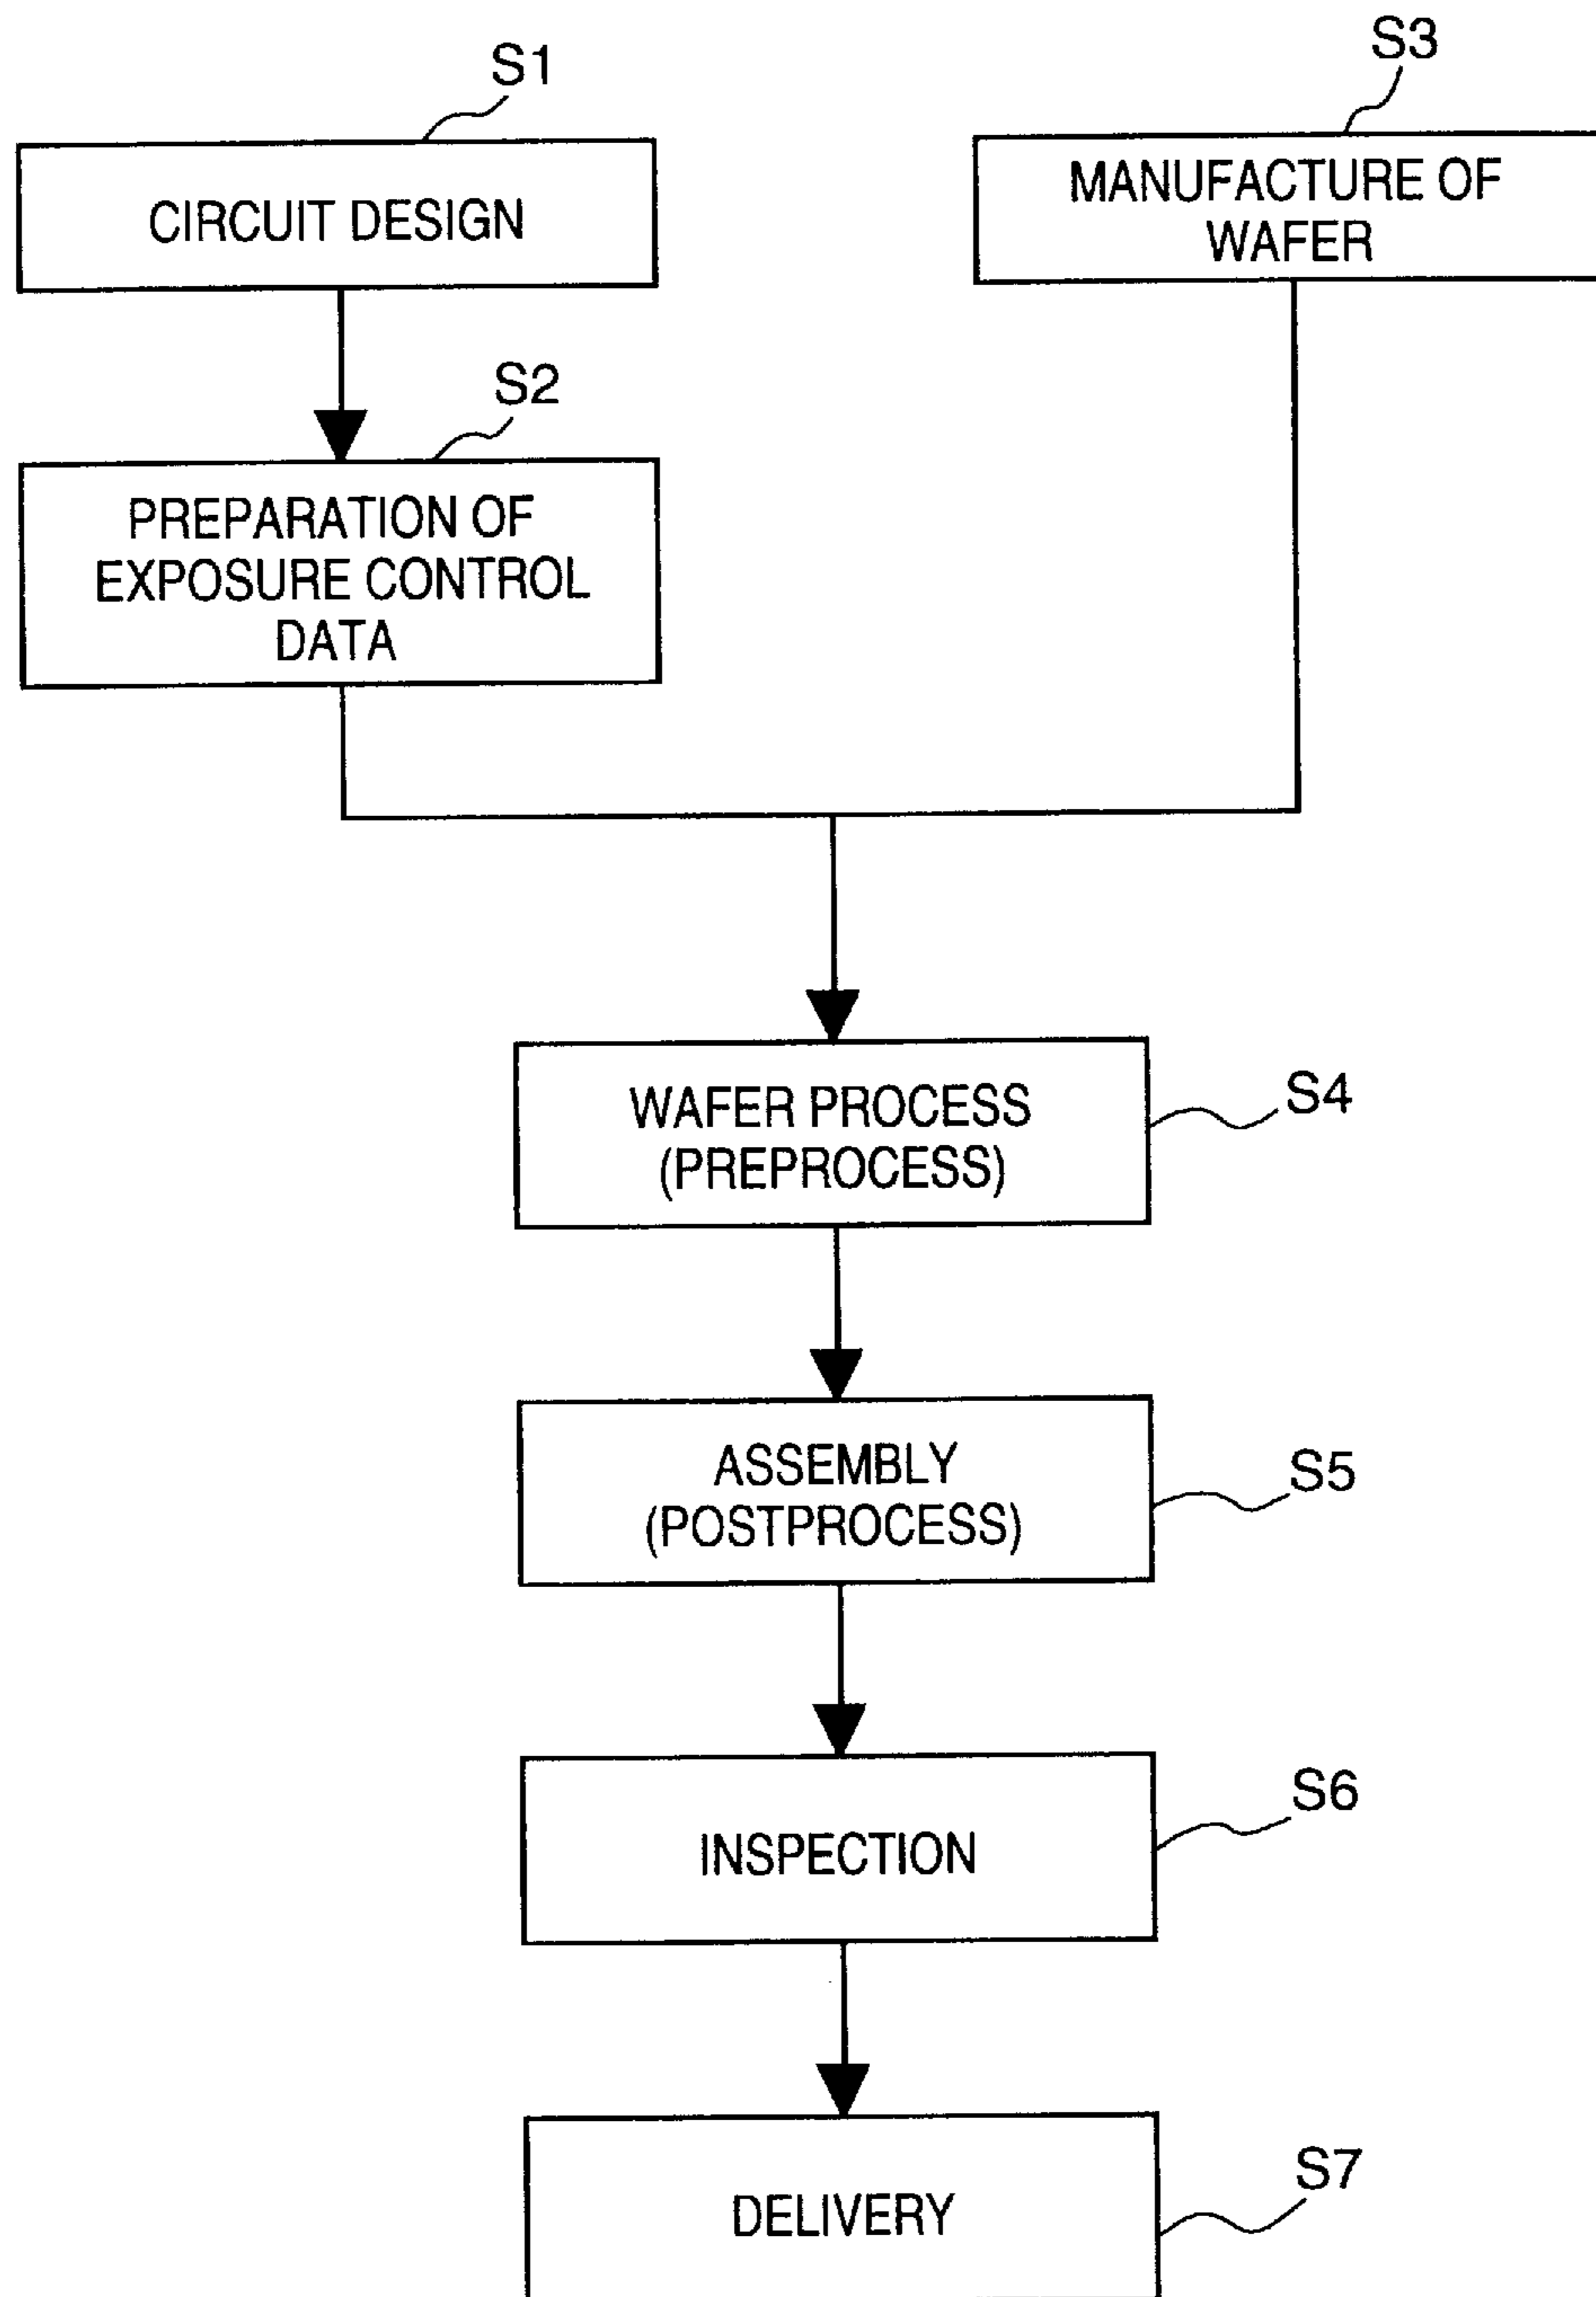 S1
CIRCUIT DESIGN
S3
MANUFACTURE OF
WAFER
S2
PREPARATION OF
EXPOSURE CONTROL
DATA
WAFER PROCESS
(PREPROCESS)
S4
ASSEMBLY
(POSTPROCESS)
S5
INSPECTION
S6
DELIVERY
S7